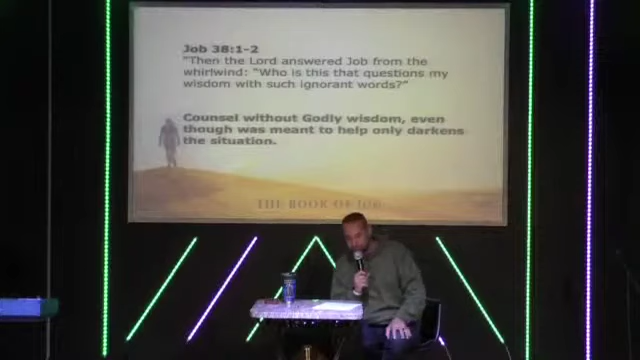 Job 38:1-2
"Then the Lord answered Job from the
whirlwind: "Who is this that questions my
wisdom with such ignorant words?"
Counsel without Godly wisdom, even
though was meant to help only darkens
the situation.
THE BOOK OF JOB